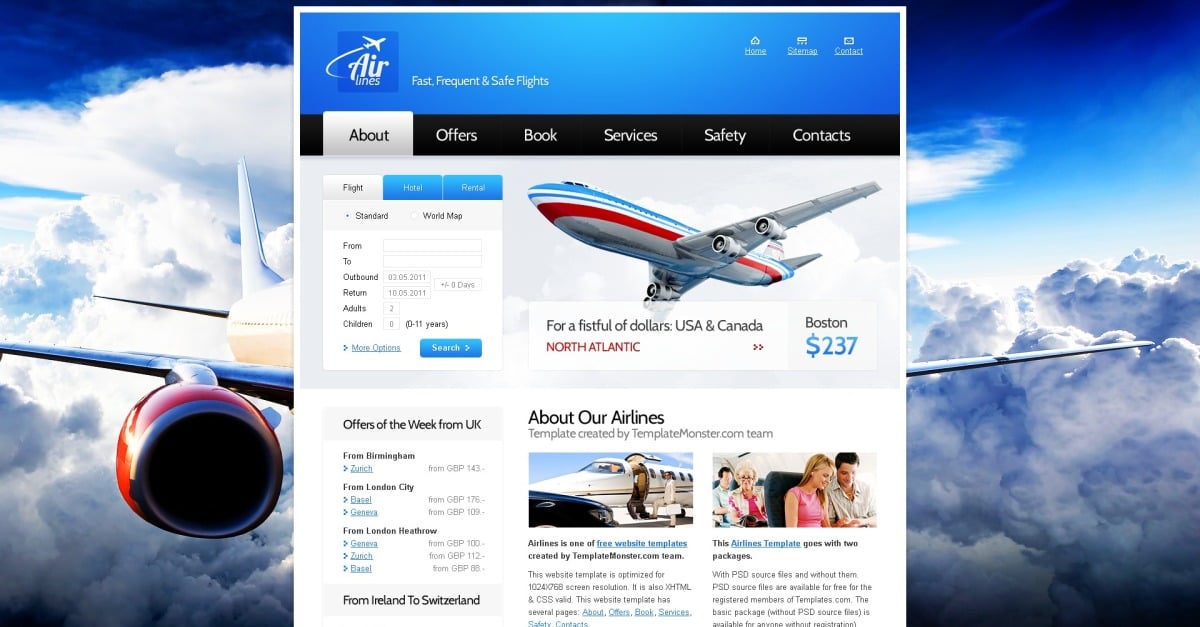 Air
lines
Fast, Frequent & Safe Flights
Home
Sitemap
Contact
About
Offers
Book
Services
Safety
Contacts
Flight
Hotel
Rental
Standard
World Map
From
To
Outbound 03.05.2011
+/- 0 Days
Return 10.05.2011
Adults 2
Children 0 (0-11 years)
More Options
Search
For a fistful of dollars: USA & Canada
NORTH ATLANTIC
Boston
$237
Offers of the Week from UK
From Birmingham
Zurich from GBP 143.-
From London City
Basel from GBP 176.-
Geneva from GBP 109.-
From London Heathrow
Geneva from GBP 100.-
Zurich from GBP 112.-
Basel from GBP 88.-
From Ireland To Switzerland
About Our Airlines
Template created by TemplateMonster.com team
Airlines is one of free website templates
created by TemplateMonster.com team.
This website template is optimized for
1024X768 screen resolution. It is also XHTML
& CSS valid. This website template has
several pages: About, Offers, Book, Services,
Safety, Contacts.
This Airlines Template goes with two
packages.
With PSD source files and without them.
PSD source files are available for free for the
registered members of Templates.com. The
basic package (without PSD source files) is
available for anyone without registration)